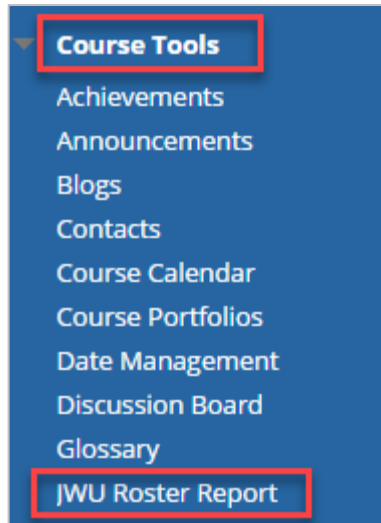 Course Tools
Achievements
Announcements
Blogs
Contacts
Course Calendar
Course Portfolios
Date Management
Discussion Board
Glossary
JWU Roster Report